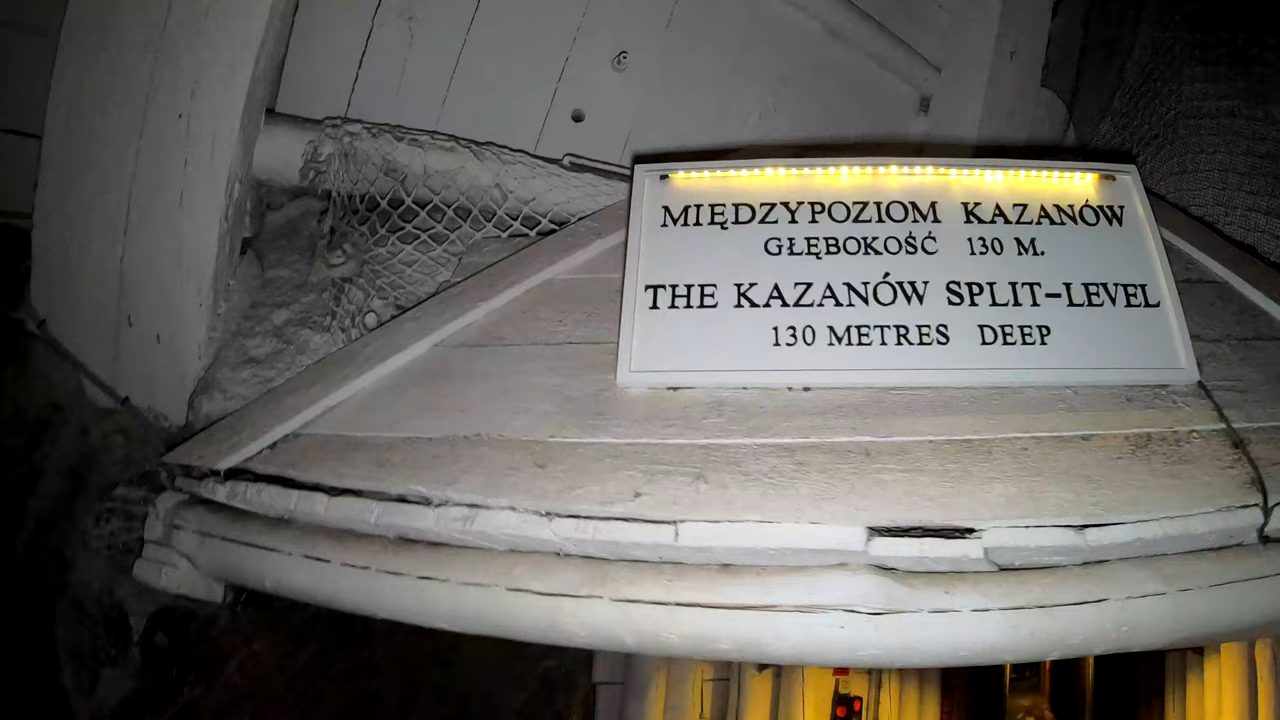 MIĘDZYPOZIOM KAZANÓW
GŁĘBOKOŚĆ 130 M.
THE KAZANÓW SPLIT-LEVEL
130 METRES DEEP